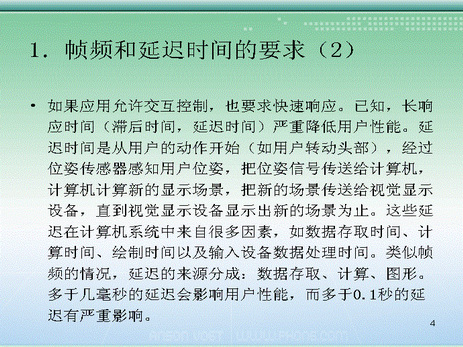 1. 帧频和延迟时间的要求（2）
• 如果应用允许交互控制，也要求快速响应。已知，长响
应时间（滞后时间，延迟时间）严重降低用户性能。延
迟时间是从用户的动作开始（如用户转动头部），经过
位姿传感器感知用户位姿，把位姿信号传送给计算机，
计算机计算新的显示场景，把新的场景传送给视觉显示
设备，直到视觉显示设备显示出新的场景为止。这些延
迟在计算机系统中来自很多因素，如数据存取时间、计
算时间、绘制时间以及输入设备数据处理时间。类似帧
频的情况，延迟的来源分成：数据存取、计算、图形。
多于几毫秒的延迟会影响用户性能，而多于0.1秒的延
迟有严重影响。
4